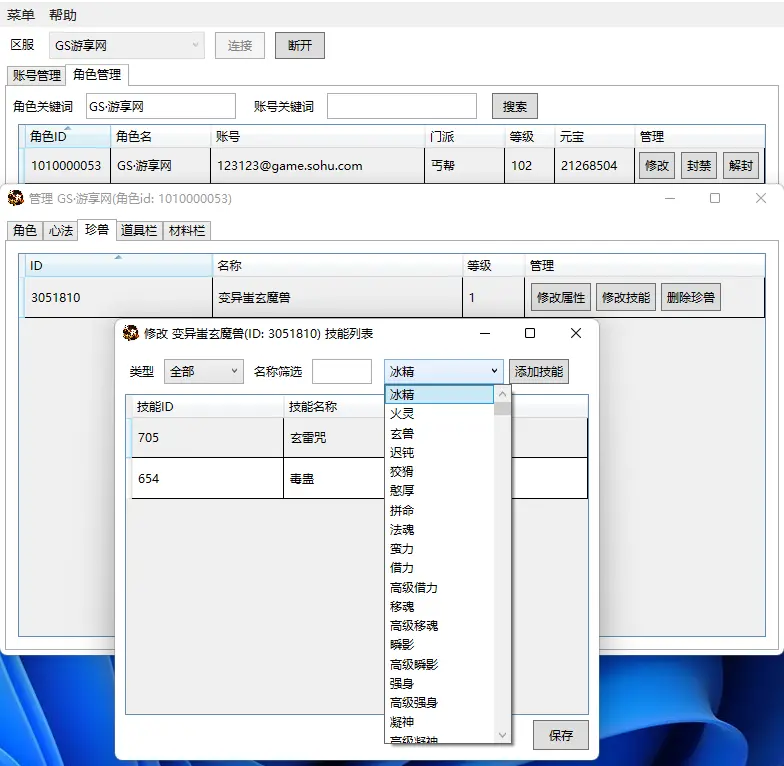 菜单 帮助
区服 GS游享网 连接 断开
账号管理 角色管理
角色关键词 GS·游享网 账号关键词 搜索
角色ID 角色名 账号 门派 等级 元宝 管理
1010000053 GS·游享网 123123@game.sohu.com 丐帮 102 21268504 修改 封禁 解封
管理 GS·游享网(角色id: 1010000053)
角色 心法 珍兽 道具栏 材料栏
ID 名称 等级 管理
3051810 变异蚩玄魔兽 1 修改属性 修改技能 删除珍兽
修改 变异蚩玄魔兽(ID: 3051810) 技能列表
类型 全部 名称筛选 冰精 添加技能
技能ID 技能名称
705 玄雷咒
654 毒蛊
冰精
火灵
玄兽
迟钝
狡猾
憨厚
拼命
法魂
蛮力
借力
高级借力
移魂
高级移魂
瞬影
高级瞬影
强身
高级强身
凝神
高级凝神
保存